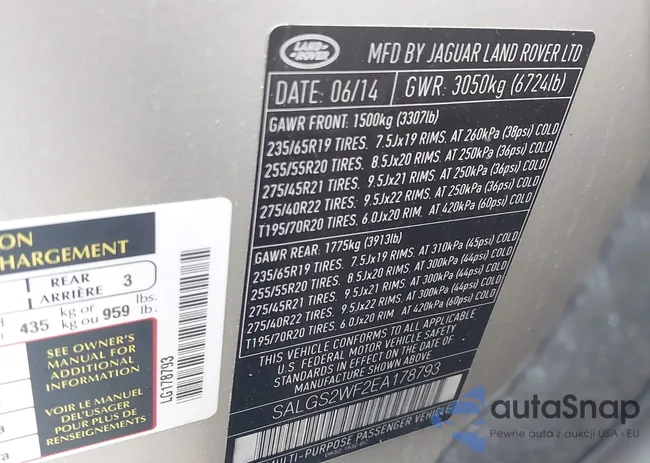 LAND ROVER
MFD BY JAGUAR LAND ROVER LTD
DATE: 06/14 GWR: 3050kg (6724lb)
GAWR FRONT: 1500kg (3307lb)
235/65R19 TIRES. 7.5Jx19 RIMS. AT 260kPa (38psi) COLD
255/55R20 TIRES. 8.5Jx20 RIMS. AT 250kPa (36psi) COLD
275/45R21 TIRES. 9.5Jx21 RIMS. AT 250kPa (36psi) COLD
275/40R22 TIRES. 9.5Jx22 RIMS. AT 250kPa (36psi) COLD
T195/70R20 TIRES. 6.0Jx20 RIM. AT 420kPa (60psi) COLD
GAWR REAR: 1775kg (3913lb)
235/65R19 TIRES. 7.5Jx19 RIMS. AT 310kPa (45psi) COLD
255/55R20 TIRES. 8.5Jx20 RIMS. AT 300kPa (44psi) COLD
275/45R21 TIRES. 9.5Jx21 RIMS. AT 300kPa (44psi) COLD
275/40R22 TIRES. 9.5Jx22 RIMS. AT 300kPa (44psi) COLD
T195/70R20 TIRES. 6.0Jx20 RIM. AT 420kPa (60psi) COLD
THIS VEHICLE CONFORMS TO ALL APPLICABLE
U.S. FEDERAL MOTOR VEHICLE SAFETY
STANDARDS IN EFFECT ON THE DATE OF
MANUFACTURE SHOWN ABOVE.
SALGS2WF2EA178793
MULTI-PURPOSE PASSENGER VEHICLE
ON
CHARGEMENT
REAR
ARRIÈRE 3
435 kg or kg ou 959 lbs. lb.
SEE OWNER'S
MANUAL FOR
ADDITIONAL
INFORMATION
VOIR LE MANUEL
DE L'USAGER
POUR PLUS DE
RENSEIGNEMENTS
LG178793
autaSnap
Pewne auta z aukcji USA i EU